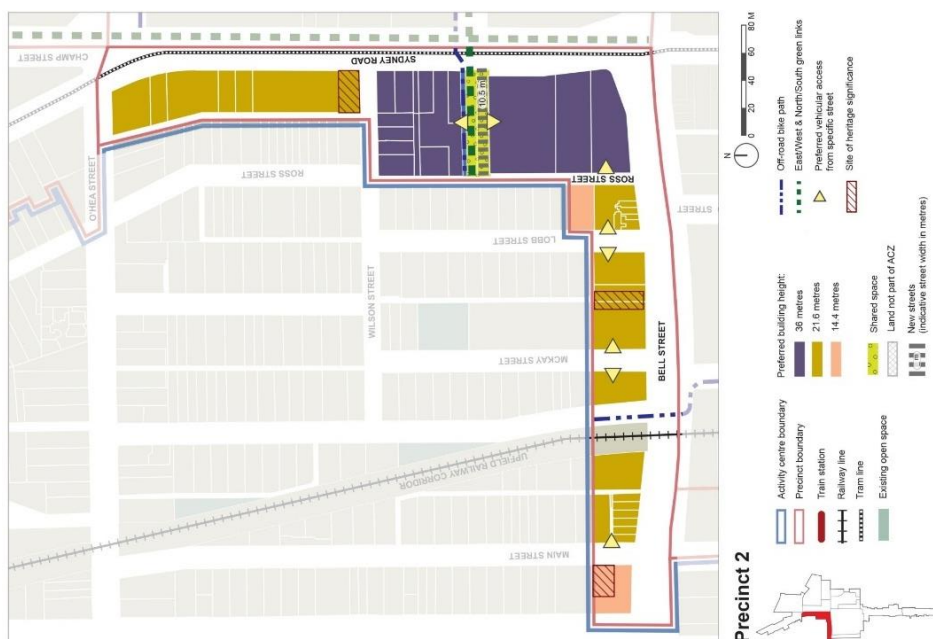 CHAMP STREET
O'HEA STREET
SYDNEY ROAD
10.5 m
ROSS STREET
ROSS STREET
LOBB STREET
STREET
WILSON STREET
MCKAY STREET
BELL STREET
UPFIELD RAILWAY CORRIDOR
MAIN STREET
Precinct 2
N
0 20 40 60 80 M
Activity centre boundary
Precinct boundary
Train station
Railway line
Tram line
Existing open space
Preferred building height:
36 metres
21.6 metres
14.4 metres
Shared space
Land not part of ACZ
New streets
(indicative street width in metres)
Off-road bike path
East/West & North/South green links
Preferred vehicular access
from specific street
Site of heritage significance